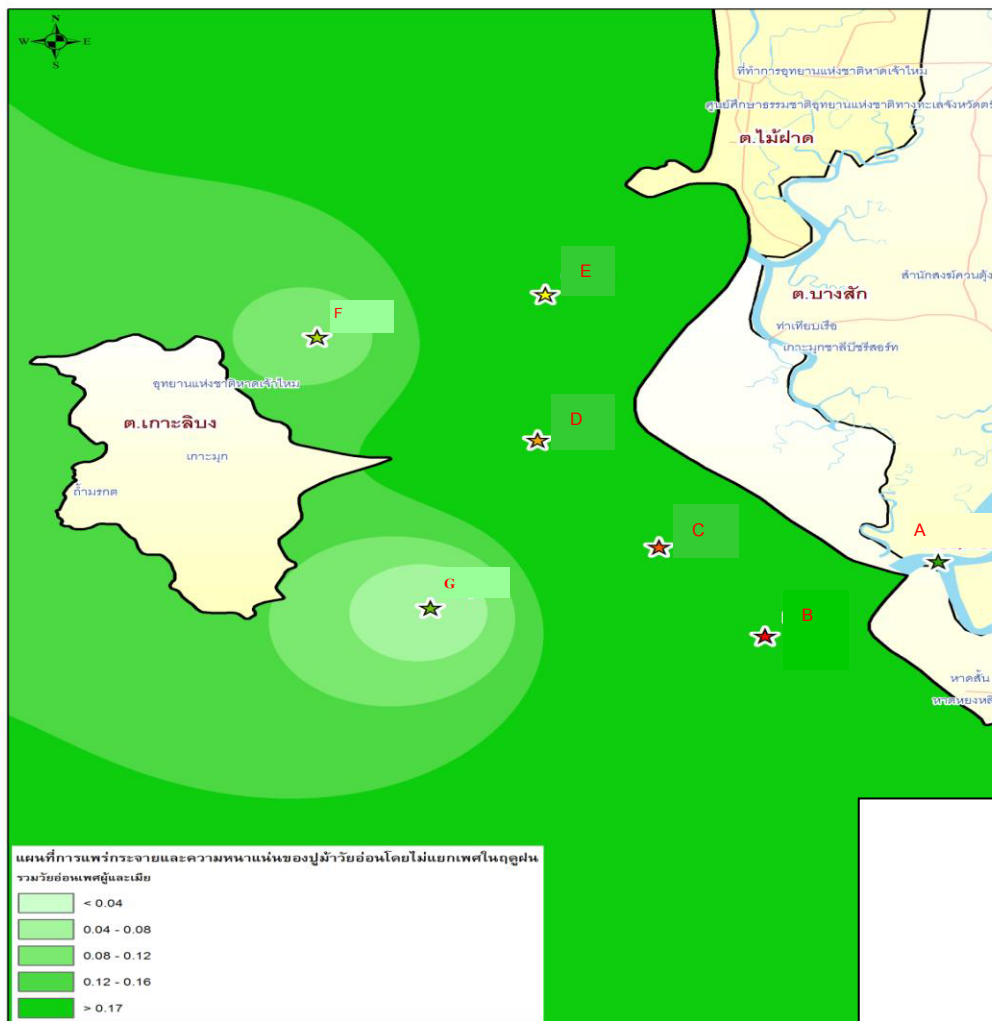 N
W E
S
ที่ทำการอุทยานแห่งชาติหาดเจ้าไหม
ศูนย์ศึกษาธรรมชาติอุทยานแห่งชาติทางทะเลจังหวัดตรั
ต.ไม้ฝาด
E
สำนักสงฆ์ควนตุ้งกุ
ต.บางสัก
F
ท่าเทียบเรือ
เกาะมุกชาลีบีชรีสอร์ท
อุทยานแห่งชาติหาดเจ้าไหม
ต.เกาะลิบง
D
เกาะมุก
ถ้ำมรกต
C
A
G
B
หาดสั้น
หาดหยงหลิ
แผนที่การแพร่กระจายและความหนาแน่นของปูม้าวัยอ่อนโดยไม่แยกเพศในฤดูฝน
รวมวัยอ่อนเพศผู้และเมีย
< 0.04
0.04 - 0.08
0.08 - 0.12
0.12 - 0.16
> 0.17